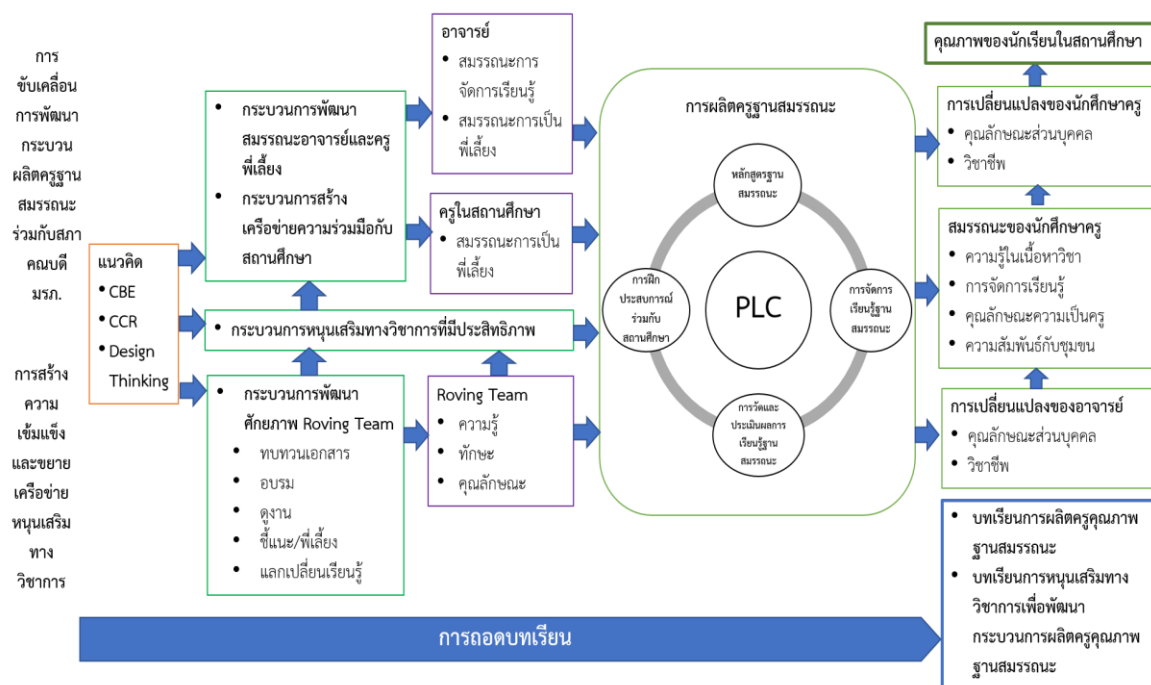 การ
ขับเคลื่อน
การพัฒนา
กระบวน
ผลิตครูฐาน
สมรรถนะ
ร่วมกับสภา
คณบดี
มรภ.
การสร้าง
ความ
เข้มแข็ง
และขยาย
เครือข่าย
หนุนเสริม
ทาง
วิชาการ
แนวคิด
• CBE
• CCR
• Design
Thinking
• กระบวนการพัฒนา
สมรรถนะอาจารย์และครู
พี่เลี้ยง
• กระบวนการสร้าง
เครือข่ายความร่วมมือกับ
สถานศึกษา
• กระบวนการหนุนเสริมทางวิชาการที่มีประสิทธิภาพ
• กระบวนการพัฒนา
ศักยภาพ Roving Team
• ทบทวนเอกสาร
• อบรม
• ดูงาน
• ชี้แนะ/พี่เลี้ยง
• แลกเปลี่ยนเรียนรู้
อาจารย์
• สมรรถนะการ
จัดการเรียนรู้
• สมรรถนะการเป็น
พี่เลี้ยง
ครูในสถานศึกษา
• สมรรถนะการเป็น
พี่เลี้ยง
Roving Team
• ความรู้
• ทักษะ
• คุณลักษณะ
การผลิตครูฐานสมรรถนะ
หลักสูตรฐาน
สมรรถนะ
การฝึก
ประสบการณ์
ร่วมกับ
สถานศึกษา
PLC
การจัดการ
เรียนรู้ฐาน
สมรรถนะ
การวัดและ
ประเมินผลการ
เรียนรู้ฐาน
สมรรถนะ
คุณภาพของนักเรียนในสถานศึกษา
การเปลี่ยนแปลงของนักศึกษาครู
• คุณลักษณะส่วนบุคคล
• วิชาชีพ
สมรรถนะของนักศึกษาครู
• ความรู้ในเนื้อหาวิชา
• การจัดการเรียนรู้
• คุณลักษณะความเป็นครู
• ความสัมพันธ์กับชุมชน
การเปลี่ยนแปลงของอาจารย์
• คุณลักษณะส่วนบุคคล
• วิชาชีพ
• บทเรียนการผลิตครูคุณภาพ
ฐานสมรรถนะ
• บทเรียนการหนุนเสริมทาง
วิชาการเพื่อพัฒนา
กระบวนการผลิตครูคุณภาพ
ฐานสมรรถนะ
การถอดบทเรียน